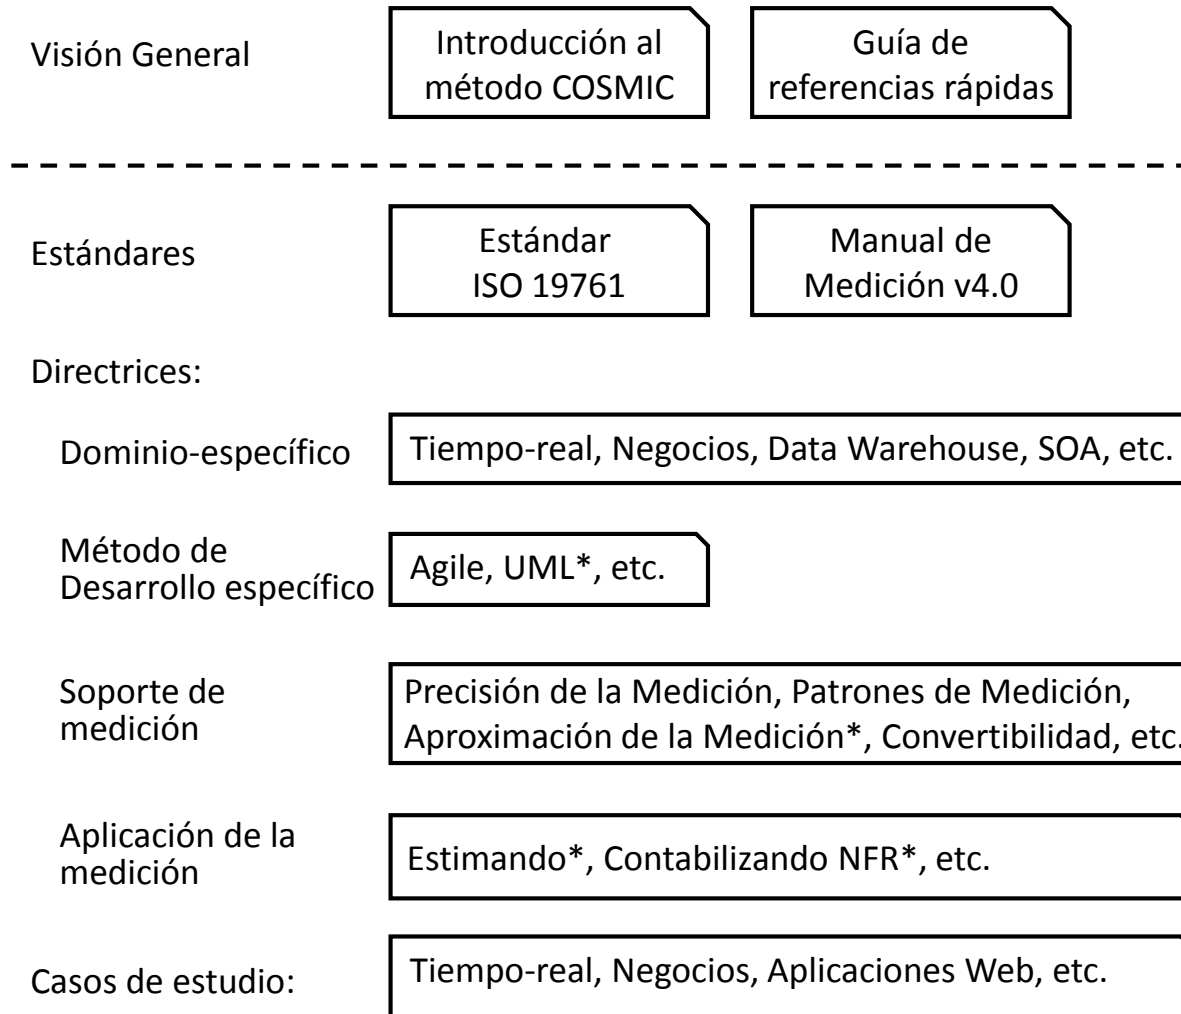 Visión General
Introducción al
método COSMIC
Guía de
referencias rápidas
Estándares
Estándar
ISO 19761
Manual de
Medición v4.0
Directrices:
Dominio-específico
Tiempo-real, Negocios, Data Warehouse, SOA, etc.
Método de
Desarrollo específico
Agile, UML*, etc.
Soporte de
medición
Precisión de la Medición, Patrones de Medición,
Aproximación de la Medición*, Convertibilidad, etc.
Aplicación de la
medición
Estimando*, Contabilizando NFR*, etc.
Casos de estudio:
Tiempo-real, Negocios, Aplicaciones Web, etc.